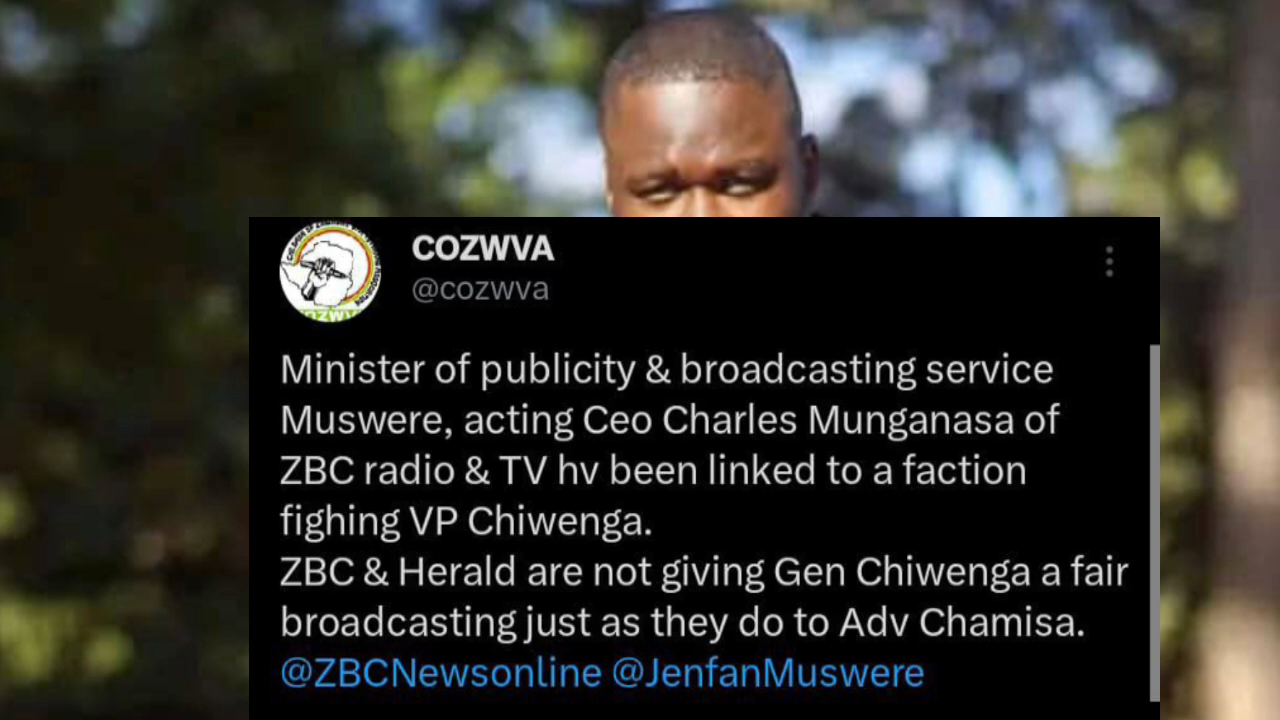 COZWVA
@cozwva
Minister of publicity & broadcasting service
Muswere, acting Ceo Charles Munganasa of
ZBC radio & TV hv been linked to a faction
fighing VP Chiwenga.
ZBC & Herald are not giving Gen Chiwenga a fair
broadcasting just as they do to Adv Chamisa.
@ZBCNewsonline @JenfanMuswere